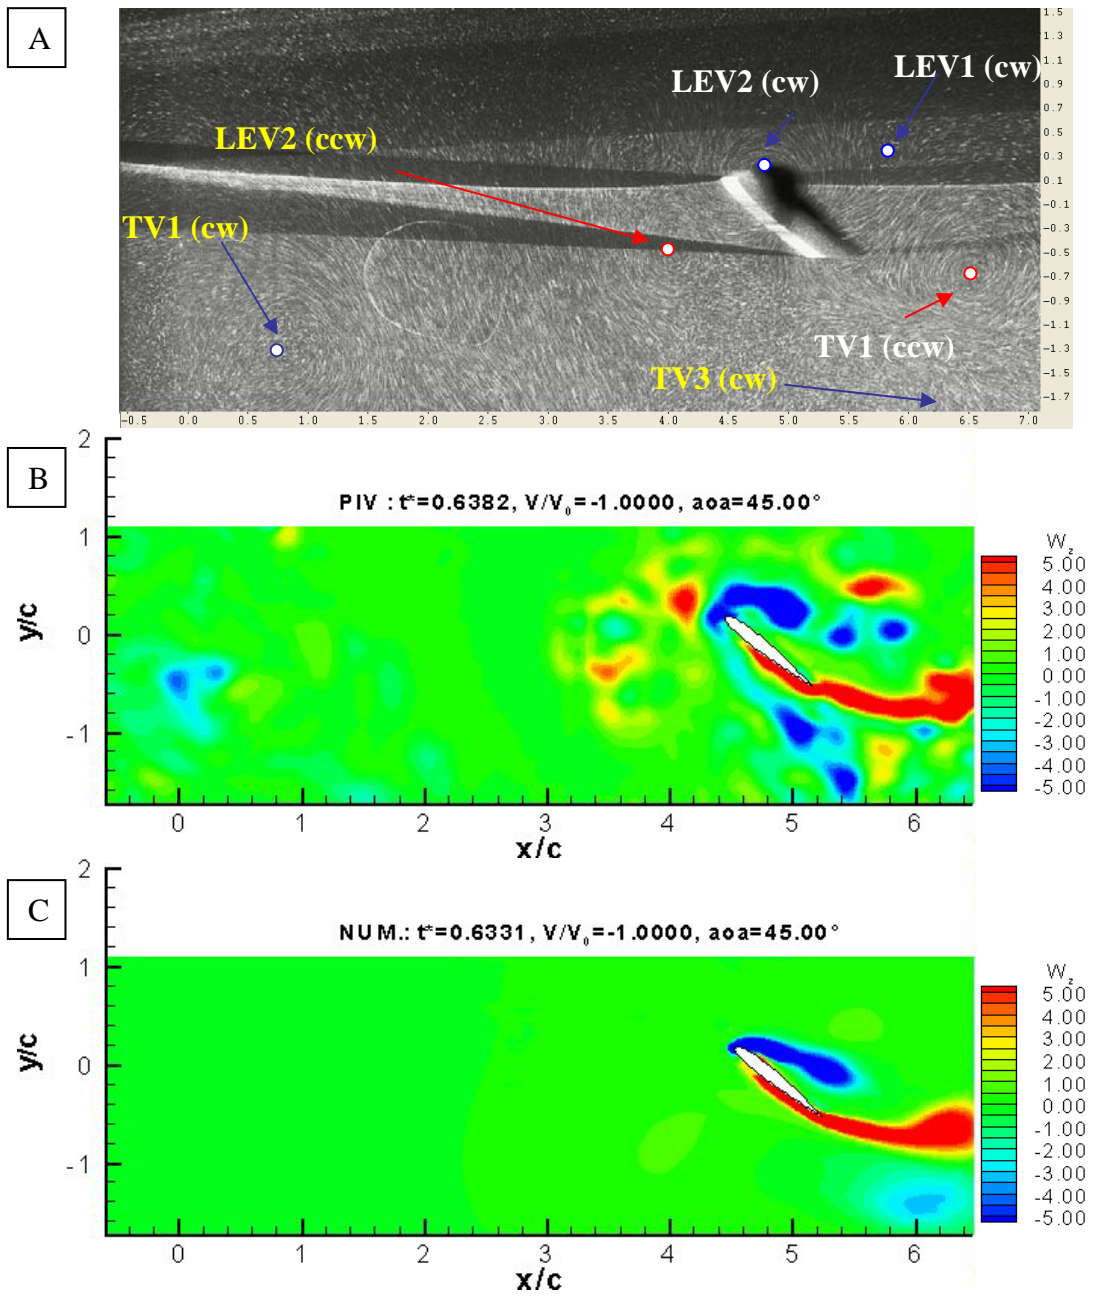 A
LEV1 (cw)
LEV2 (cw)
LEV2 (ccw)
TV1 (cw)
TV1 (ccw)
TV3 (cw)
1.5
1.3
1.1
0.9
0.7
0.5
0.3
0.1
-0.1
-0.3
-0.5
-0.7
-0.9
-1.1
-1.3
-1.5
-1.7
-0.5 0.0 0.5 1.0 1.5 2.0 2.5 3.0 3.5 4.0 4.5 5.0 5.5 6.0 6.5 7.0
B
PIV : t*=0.6382, V/V₀=-1.0000, aoa=45.00°
y/c
2
1
0
-1
0 1 2 3 4 5 6
x/c
W_z
5.00
4.00
3.00
2.00
1.00
0.00
-1.00
-2.00
-3.00
-4.00
-5.00
C
NUM.: t*=0.6331, V/V₀=-1.0000, aoa=45.00°
y/c
2
1
0
-1
0 1 2 3 4 5 6
x/c
W_z
5.00
4.00
3.00
2.00
1.00
0.00
-1.00
-2.00
-3.00
-4.00
-5.00